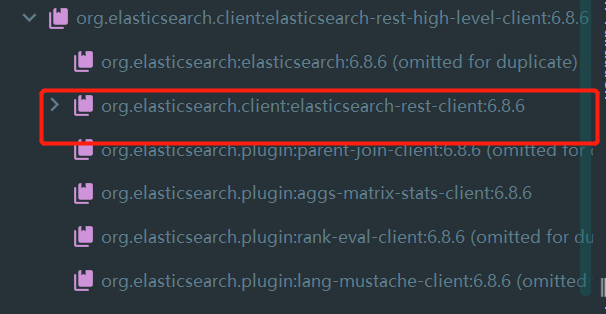 org.elasticsearch.client:elasticsearch-rest-high-level-client:6.8.6
org.elasticsearch:elasticsearch:6.8.6 (omitted for duplicate)
org.elasticsearch.client:elasticsearch-rest-client:6.8.6
org.elasticsearch.plugin:parent-join-client:6.8.6 (omitted for
org.elasticsearch.plugin:aggs-matrix-stats-client:6.8.6
org.elasticsearch.plugin:rank-eval-client:6.8.6 (omitted for du
org.elasticsearch.plugin:lang-mustache-client:6.8.6 (omitted